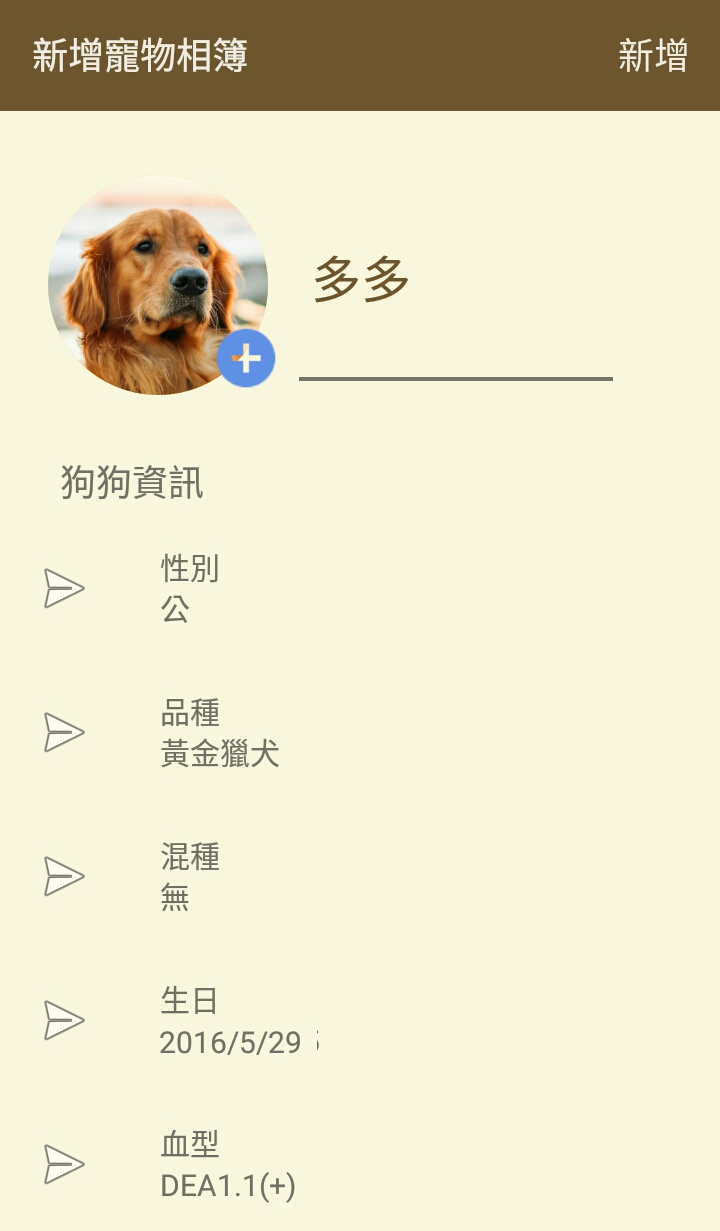 新增寵物相簿
新增
多多
狗狗資訊
性別
公
品種
黃金獵犬
混種
無
生日
2016/5/29
血型
DEA1.1(+)